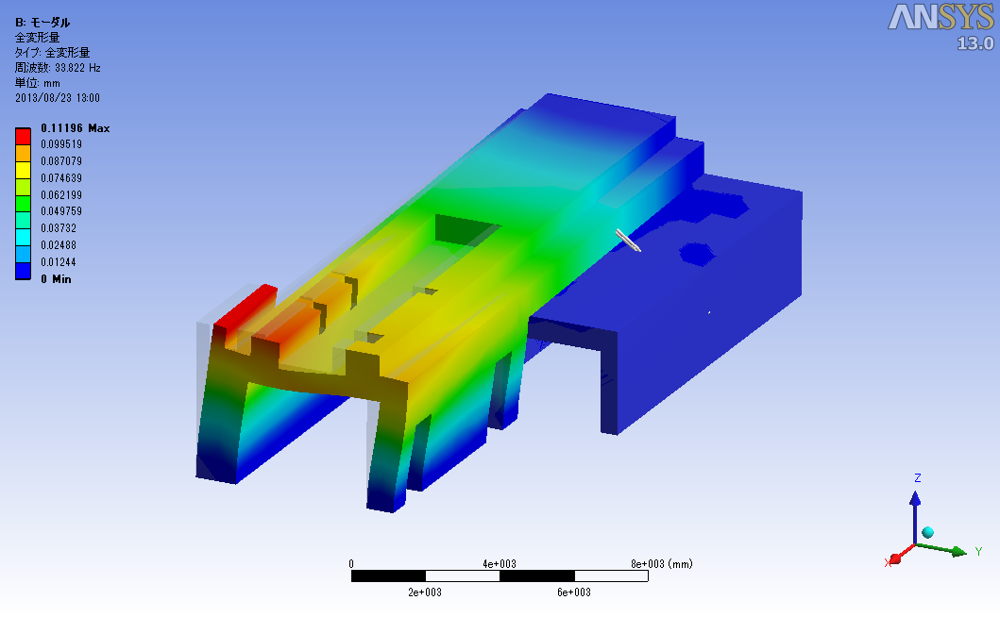 B: モーダル
全変形量
タイプ: 全変形量
周波数: 33.822 Hz
単位: mm
2013/08/23 13:00
ANSYS
13.0
0.11196 Max
0.099519
0.087079
0.074639
0.062199
0.049759
0.03732
0.02488
0.01244
0 Min
Z
Y
X
0 4e+003 8e+003 (mm)
2e+003 6e+003